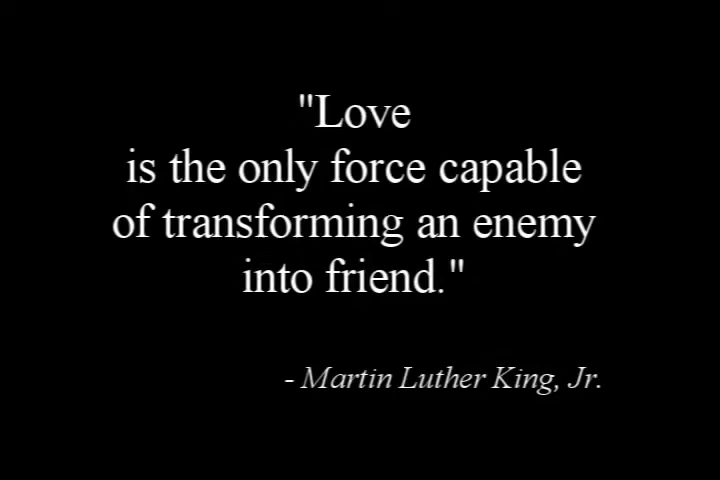 "Love
is the only force capable
of transforming an enemy
into friend."
- Martin Luther King, Jr.